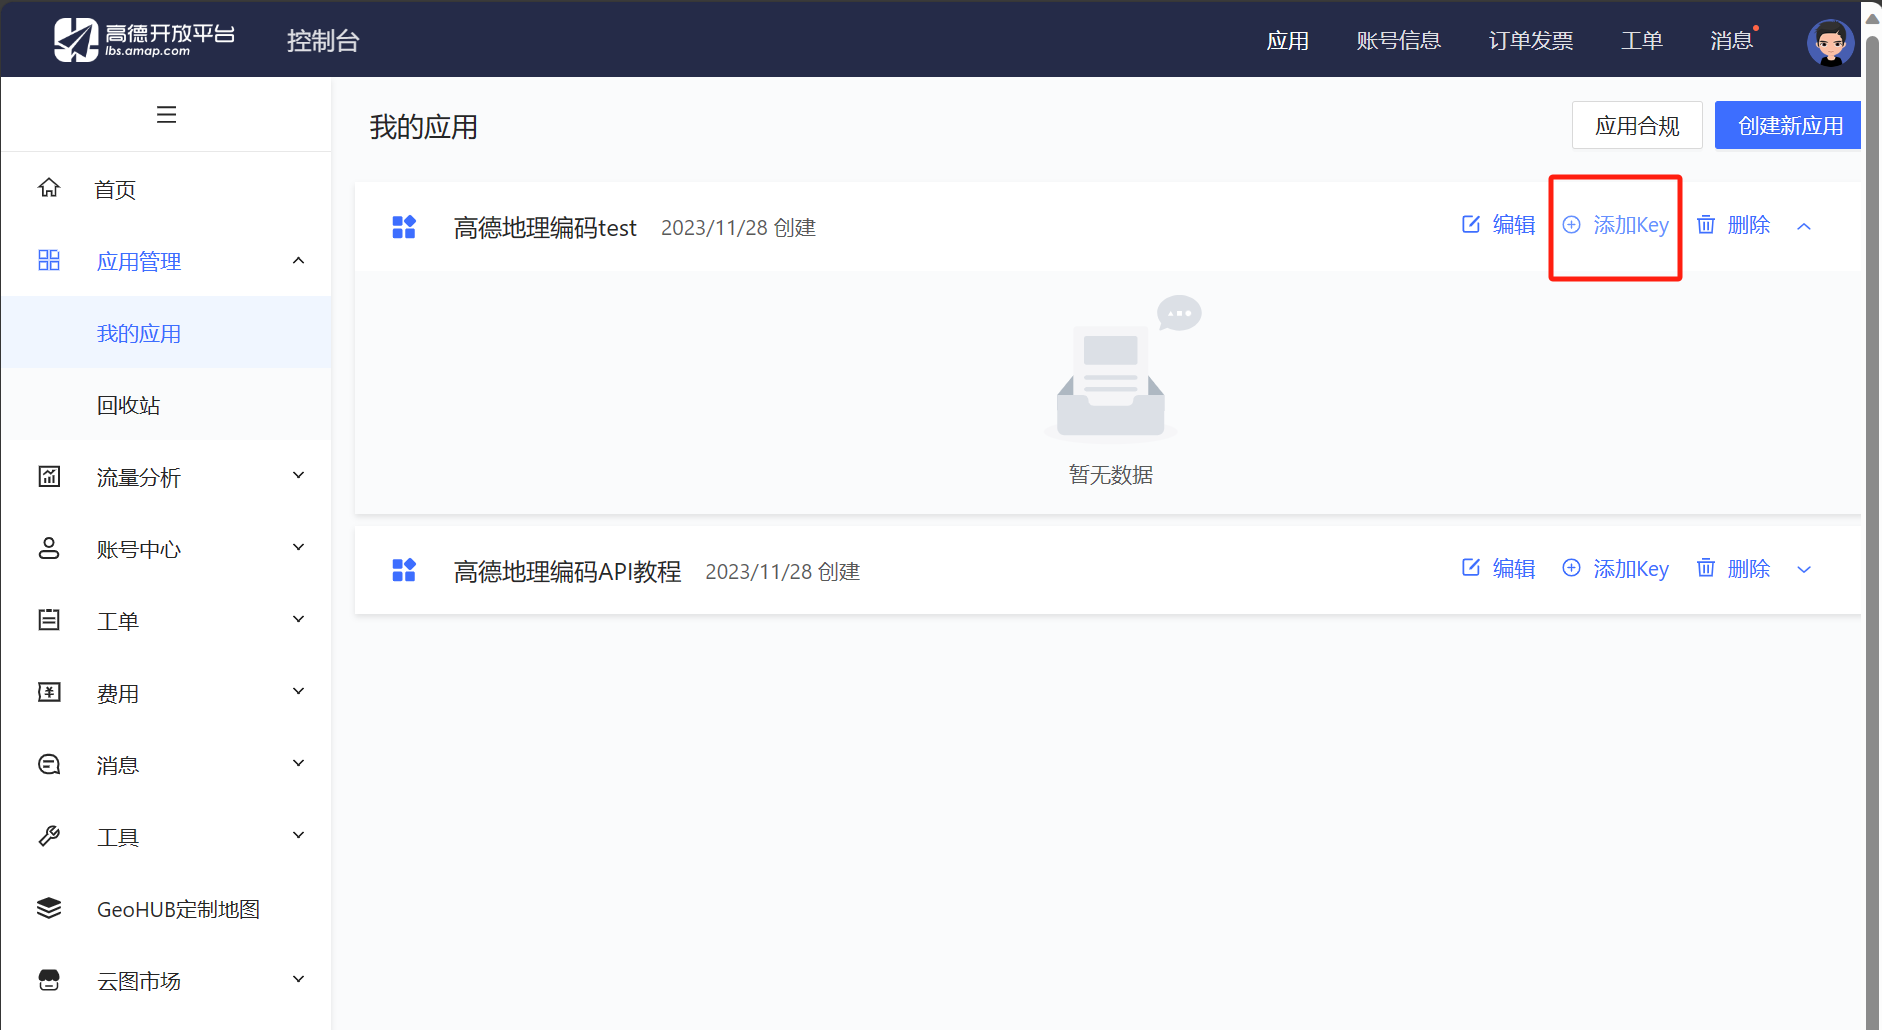 高德开放平台
lbs.amap.com
控制台
应用
账号信息
订单发票
工单
消息
首页
应用管理
我的应用
回收站
流量分析
账号中心
工单
费用
消息
工具
GeoHUB定制地图
云图市场
我的应用
应用合规
创建新应用
高德地理编码test 2023/11/28 创建
编辑
添加Key
删除
暂无数据
高德地理编码API教程 2023/11/28 创建
编辑
添加Key
删除